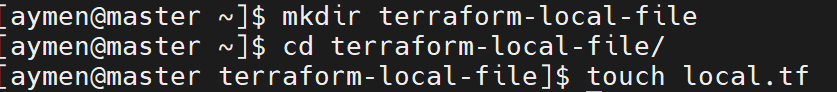 [aymen@master ~]$ mkdir terraform-local-file
[aymen@master ~]$ cd terraform-local-file/
[aymen@master terraform-local-file]$ touch local.tf